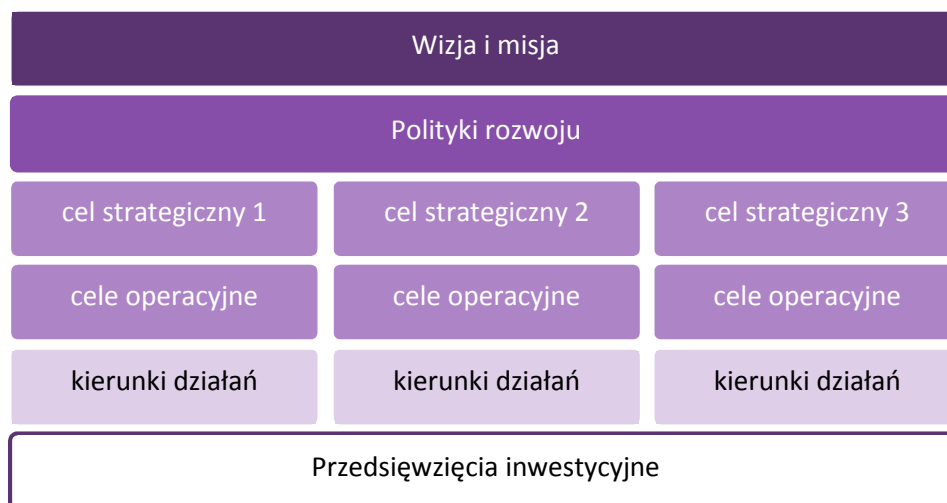 Wizja i misja
Polityki rozwoju
cel strategiczny 1
cel strategiczny 2
cel strategiczny 3
cele operacyjne
cele operacyjne
cele operacyjne
kierunki działań
kierunki działań
kierunki działań
Przedsięwzięcia inwestycyjne